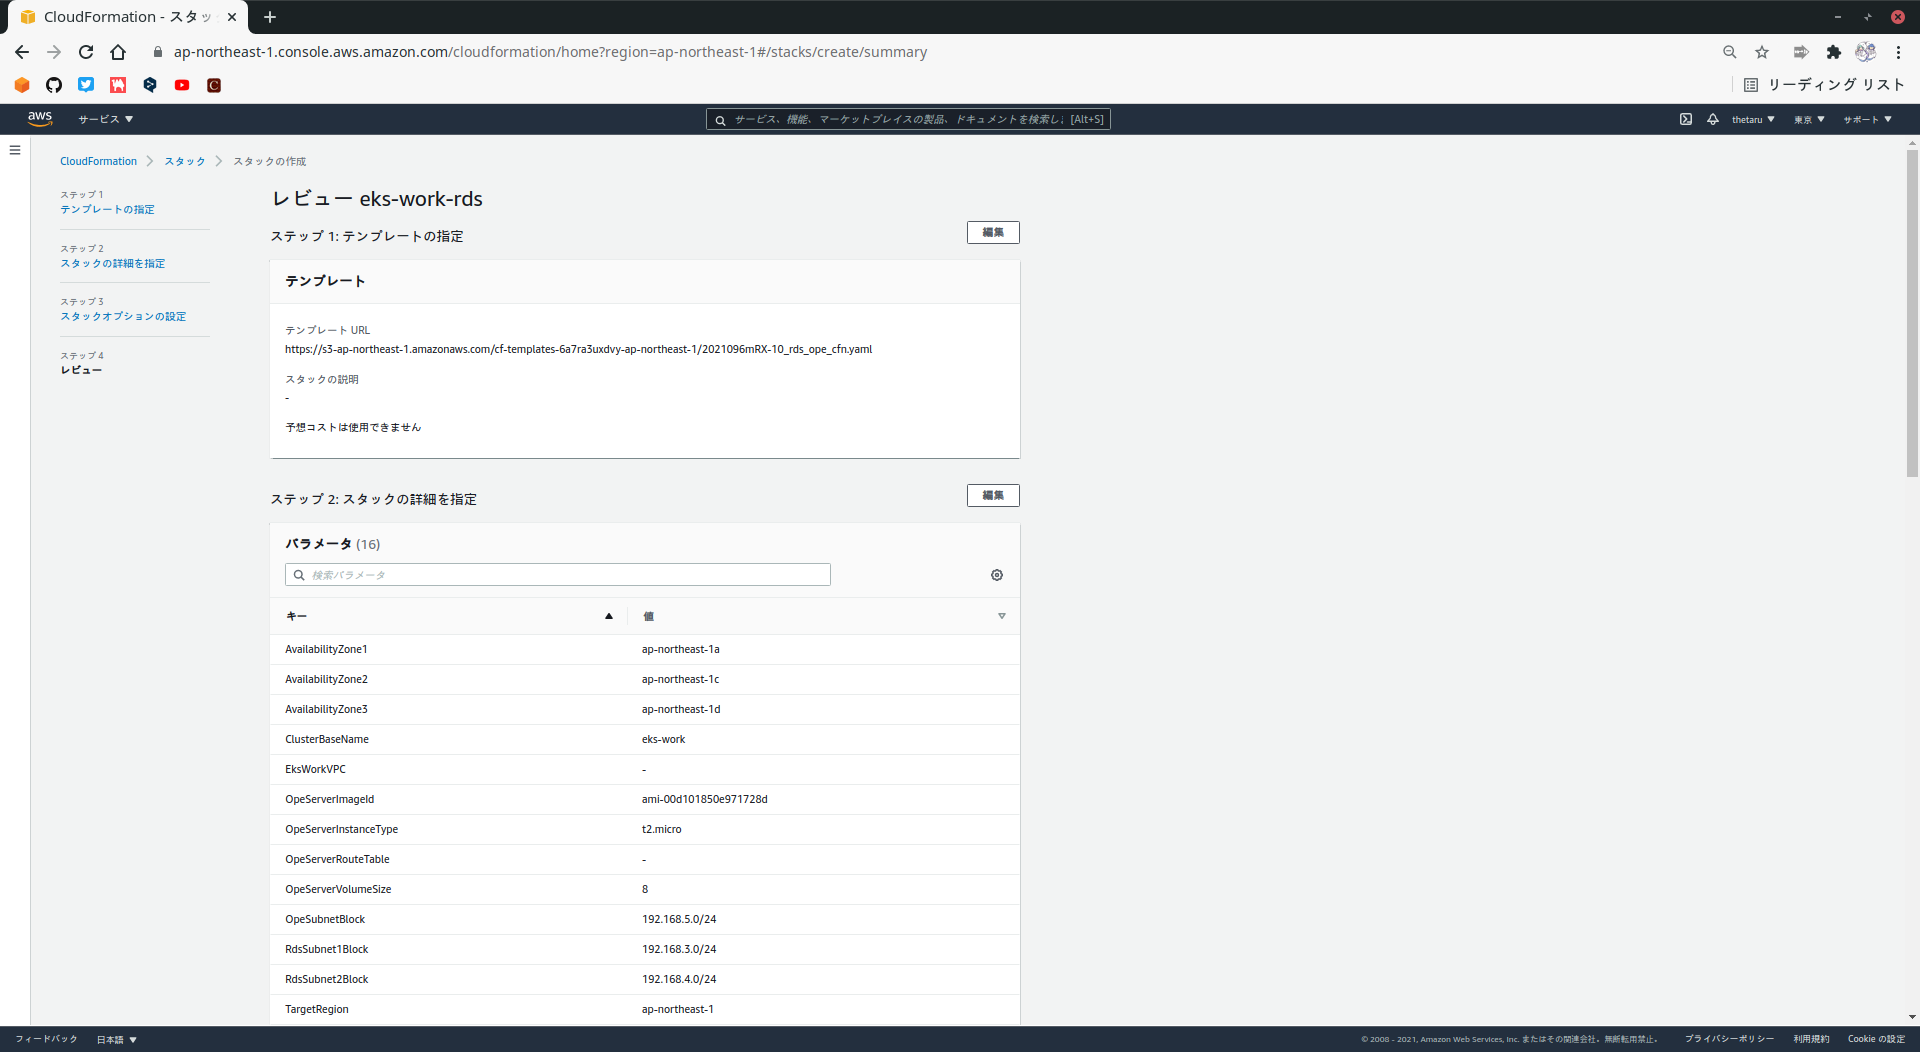 CloudFormation - スタッ
ap-northeast-1.console.aws.amazon.com/cloudformation/home?region=ap-northeast-1#/stacks/create/summary
リーディング リスト
aws サービス サービス、機能、マーケットプレイスの製品、ドキュメントを検索し [Alt+S] thetaru 東京 サポート
CloudFormation スタック スタックの作成
ステップ 1
テンプレートの指定
ステップ 2
スタックの詳細を指定
ステップ 3
スタックオプションの設定
ステップ 4
レビュー
レビュー eks-work-rds
ステップ 1: テンプレートの指定 編集
テンプレート
テンプレート URL
https://s3-ap-northeast-1.amazonaws.com/cf-templates-6a7ra3uxdvy-ap-northeast-1/2021096mRX-10_rds_ope_cfn.yaml
スタックの説明
-
予想コストは使用できません
ステップ 2: スタックの詳細を指定 編集
パラメータ (16)
検索パラメータ
キー 値
AvailabilityZone1 ap-northeast-1a
AvailabilityZone2 ap-northeast-1c
AvailabilityZone3 ap-northeast-1d
ClusterBaseName eks-work
EksWorkVPC -
OpeServerImageId ami-00d101850e971728d
OpeServerInstanceType t2.micro
OpeServerRouteTable -
OpeServerVolumeSize 8
OpeSubnetBlock 192.168.5.0/24
RdsSubnet1Block 192.168.3.0/24
RdsSubnet2Block 192.168.4.0/24
TargetRegion ap-northeast-1
フィードバック 日本語 © 2008 - 2021, Amazon Web Services, Inc. またはその関連会社。無断転用禁止。 プライバシーポリシー 利用規約 Cookie の設定